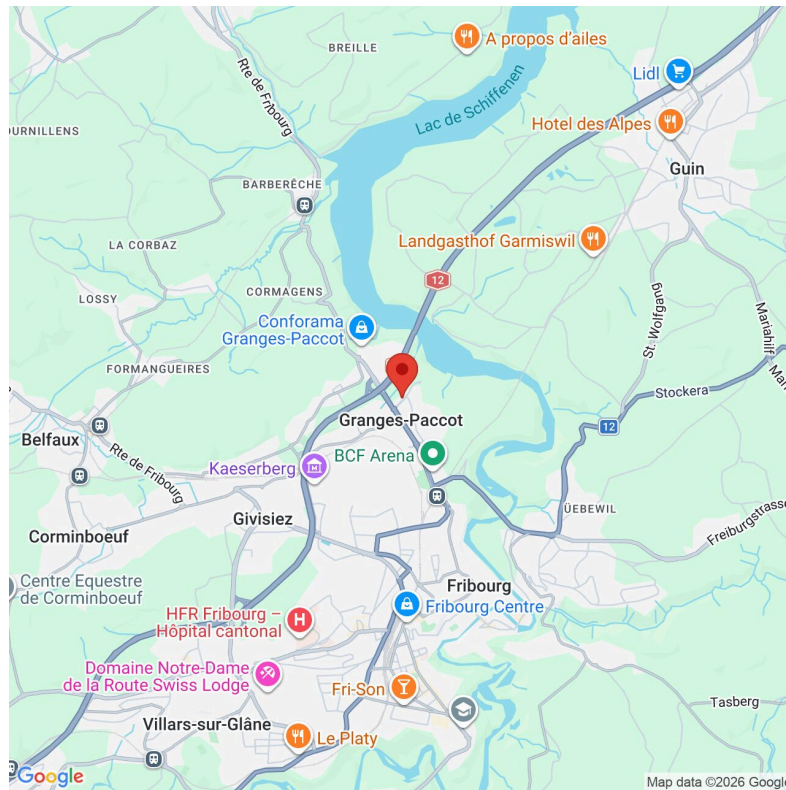 BREILLE
A propos d'ailes
Lidl
Rte de Fribourg
Lac de Schiffenen
Hotel des Alpes
OURNILLENS
Guin
BARBERÊCHE
LA CORBAZ
Landgasthof Garmiswil
CORMAGENS
12
LOSSY
St. Wolfgang
Mariahilf
Conforama
Granges-Paccot
FORMANGUEIRES
Stockera
Granges-Paccot
12
Belfaux
BCF Arena
Rte de Fribourg
Kaeserberg
ÜEBEWIL
Givisiez
Freiburgstrasse
Corminboeuf
Centre Equestre
de Corminboeuf
Fribourg
Fribourg Centre
HFR Fribourg –
Hôpital cantonal
H
Domaine Notre-Dame
de la Route Swiss Lodge
Fri-Son
Tasberg
Villars-sur-Glâne
Le Platy
Google
Map data ©2026 Google